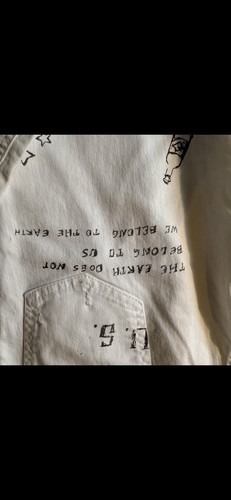 THE EARTH DOES NOT
BELONG TO US
WE BELONG TO THE EARTH
U.S.